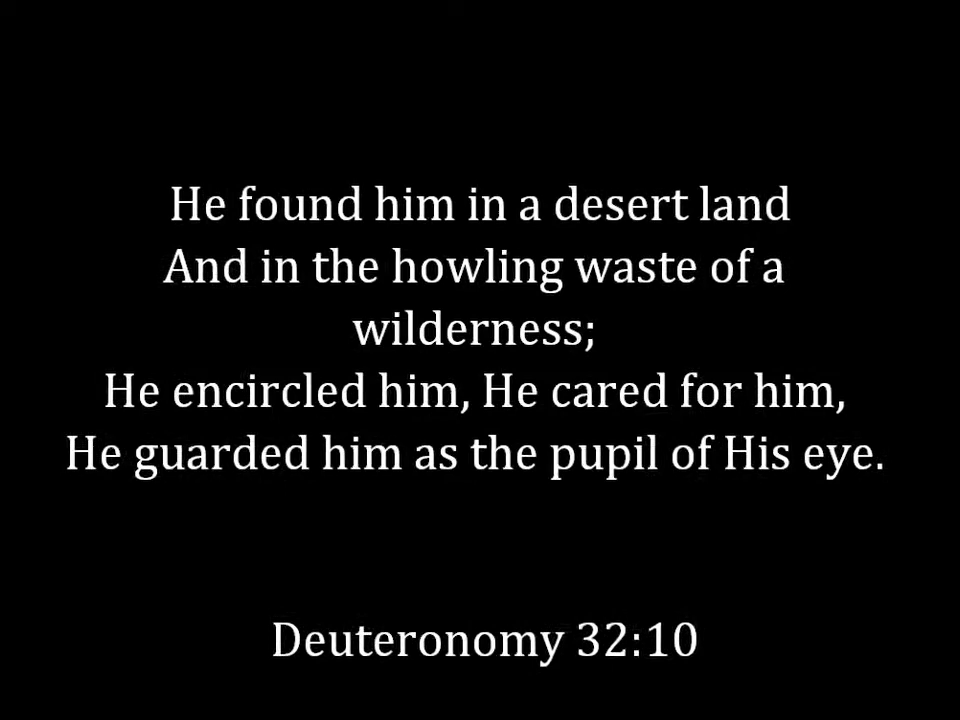 He found him in a desert land
And in the howling waste of a
wilderness;
He encircled him, He cared for him,
He guarded him as the pupil of His eye.
Deuteronomy 32:10